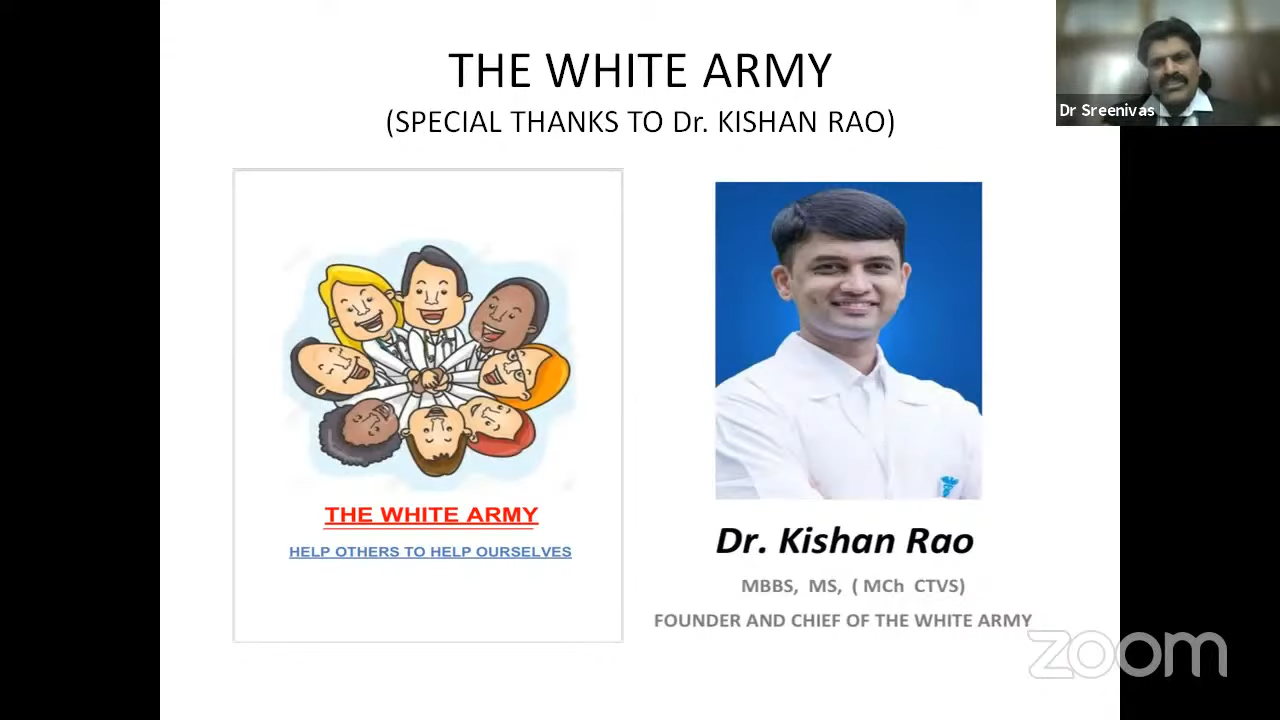 THE WHITE ARMY
(SPECIAL THANKS TO Dr. KISHAN RAO)
Dr Sreenivas
THE WHITE ARMY
HELP OTHERS TO HELP OURSELVES
Dr. Kishan Rao
MBBS, MS, ( MCh CTVS)
FOUNDER AND CHIEF OF THE WHITE ARMY
zoom